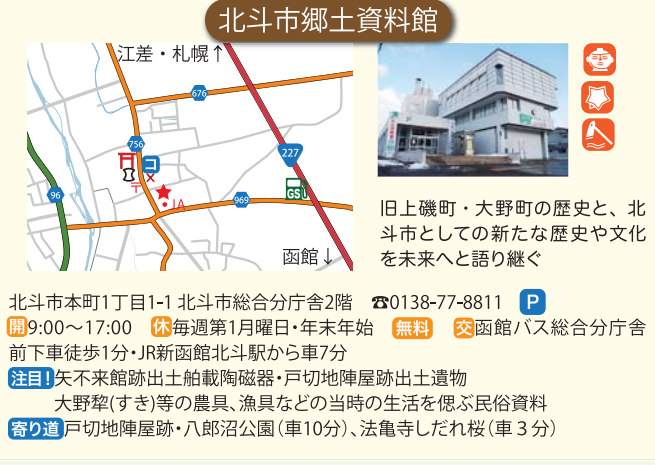 北斗市郷土資料館
江差・札幌↑
676
756
コ
227
96
〒
JA
969
GS
函館↓
旧上磯町・大野町の歴史と、北
斗市としての新たな歴史や文化
を未来へと語り継ぐ
北斗市本町1丁目1-1 北斗市総合分庁舎2階 ☎0138-77-8811 P
開9:00〜17:00 休毎週第1月曜日・年末年始 無料 交函館バス総合分庁舎
前下車徒歩1分・JR新函館北斗駅から車7分
注目!矢不来館跡出土舶載陶磁器・戸切地陣屋跡出土遺物
大野犂(すき)等の農具、漁具などの当時の生活を偲ぶ民俗資料
寄り道 戸切地陣屋跡・八郎沼公園(車10分)、法亀寺しだれ桜(車3分)